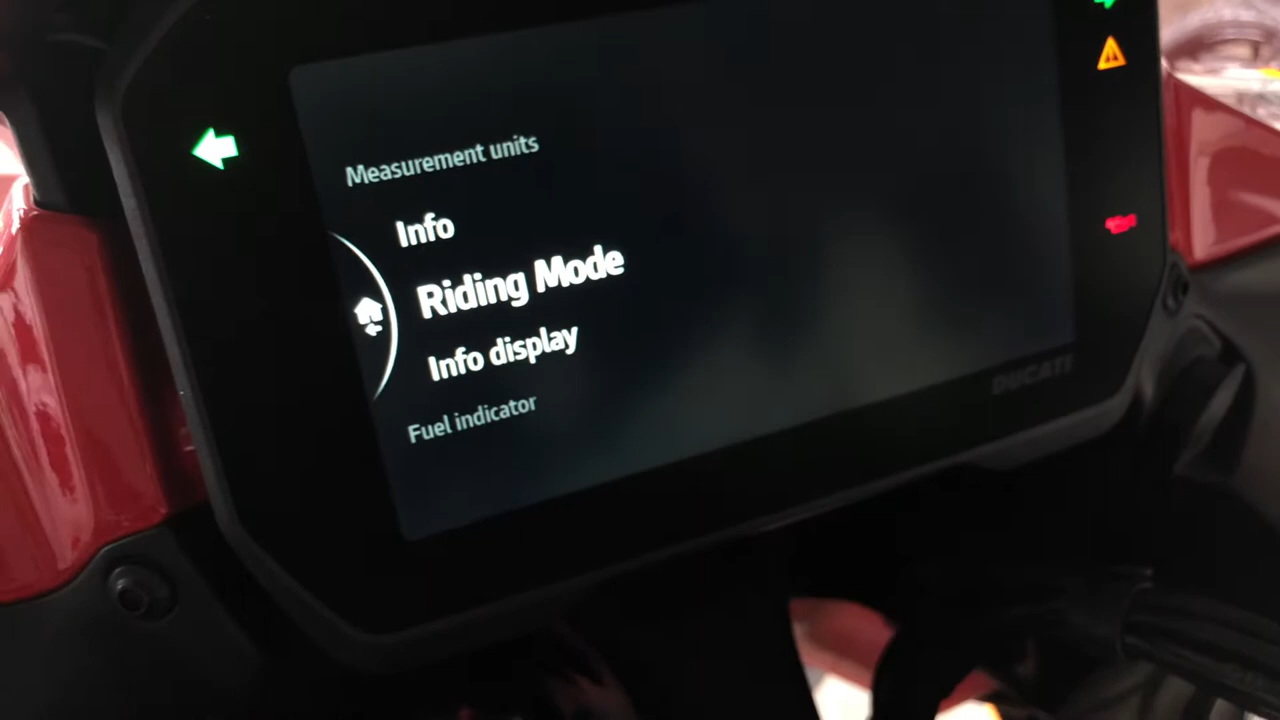 Measurement units
Info
Riding Mode
Info display
Fuel indicator
DUCATI